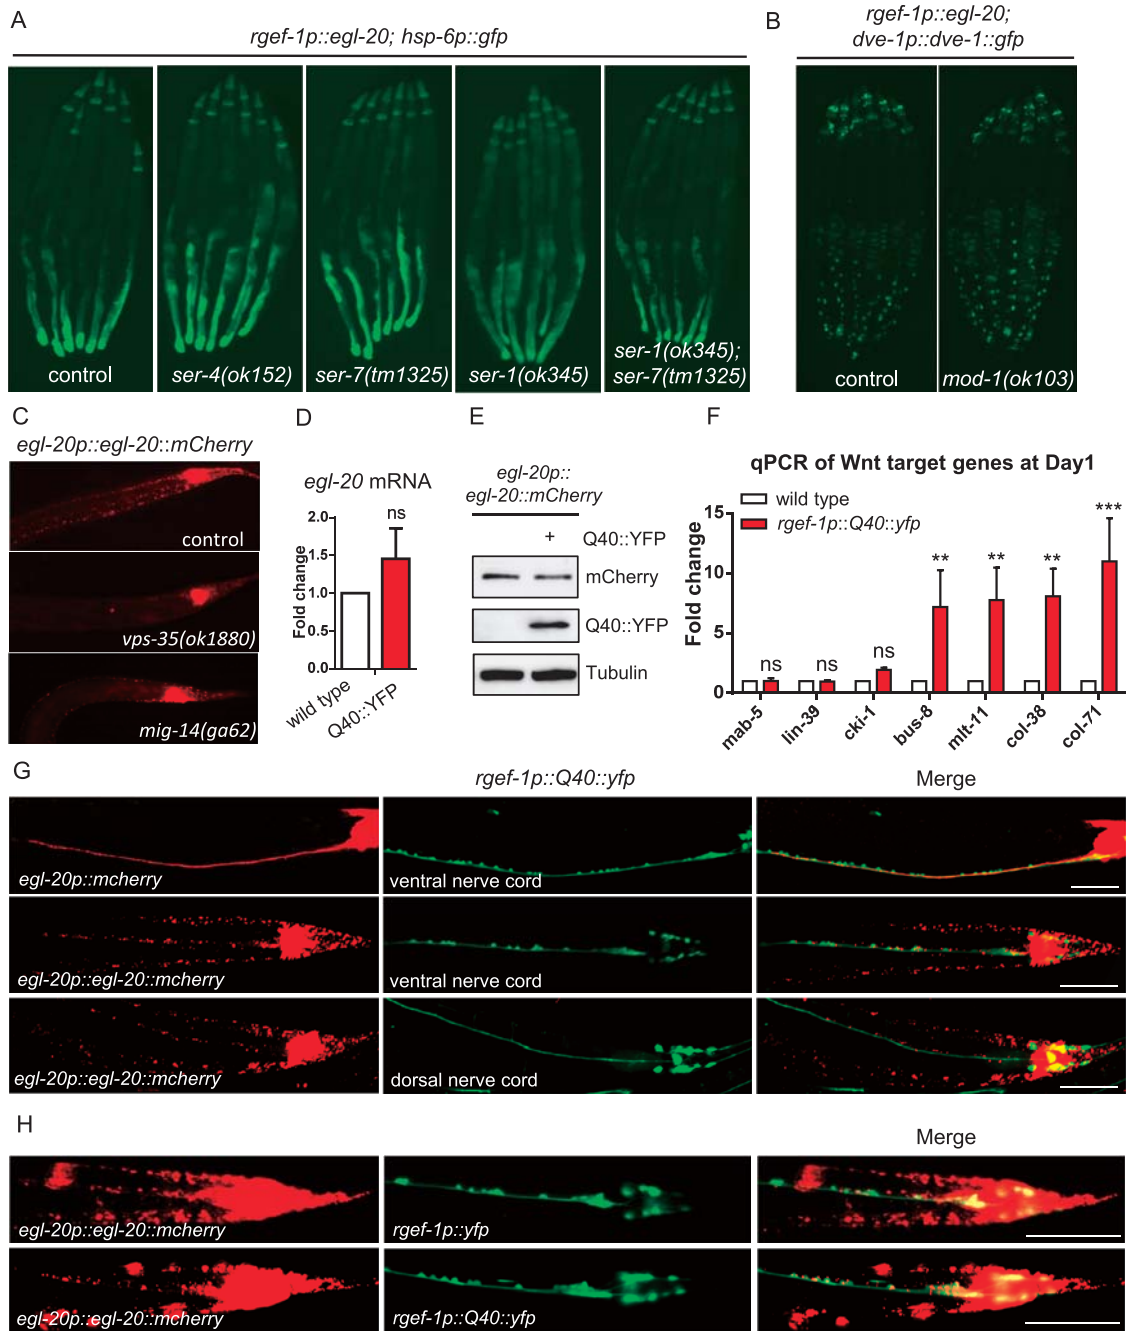 A
rgef-1p::egl-20; hsp-6p::gfp
control
ser-4(ok152)
ser-7(tm1325)
ser-1(ok345)
ser-1(ok345);
ser-7(tm1325)
B
rgef-1p::egl-20;
dve-1p::dve-1::gfp
control
mod-1(ok103)
C
egl-20p::egl-20::mCherry
control
vps-35(ok1880)
mig-14(ga62)
D
egl-20 mRNA
Fold change
2.0
1.5
1.0
0.5
0.0
ns
wild type
Q40::YFP
E
egl-20p::
egl-20::mCherry
+ Q40::YFP
mCherry
Q40::YFP
Tubulin
F
qPCR of Wnt target genes at Day1
wild type
rgef-1p::Q40::yfp
Fold change
15
10
5
0
ns
ns
ns
**
**
**
***
mab-5
lin-39
cki-1
bus-8
mlt-11
col-38
col-71
G
rgef-1p::Q40::yfp
Merge
egl-20p::mcherry
ventral nerve cord
egl-20p::egl-20::mcherry
ventral nerve cord
egl-20p::egl-20::mcherry
dorsal nerve cord
H
Merge
egl-20p::egl-20::mcherry
rgef-1p::yfp
egl-20p::egl-20::mcherry
rgef-1p::Q40::yfp